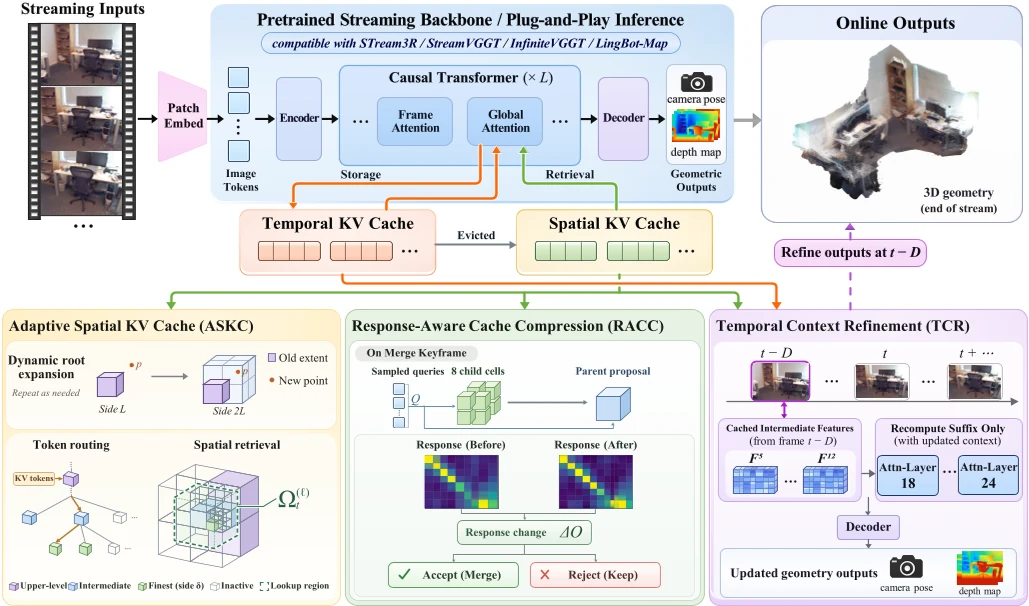 Streaming Inputs
...
Patch
Embed
Pretrained Streaming Backbone / Plug-and-Play Inference
compatible with STream3R / StreamVGGT / InfiniteVGGT / LingBot-Map
Image
Tokens
Encoder
Causal Transformer (× L)
...
Frame
Attention
Global
Attention
...
Decoder
camera pose
depth map
Geometric
Outputs
Storage
Retrieval
Online Outputs
3D geometry
(end of stream)
Temporal KV Cache
...
Evicted
Spatial KV Cache
...
Refine outputs at t − D
Adaptive Spatial KV Cache (ASKC)
Dynamic root
expansion
Repeat as needed
p
Side L
p
Side 2L
Old extent
New point
Token routing
KV tokens
...
...
Spatial retrieval
Ωₜ⁽ℓ⁾
Upper-level
Intermediate
Finest (side δ)
Inactive
Lookup region
Response-Aware Cache Compression (RACC)
On Merge Keyframe
Sampled queries
8 child cells
Parent proposal
Q
Response (Before)
Response (After)
Response change ΔO
✓ Accept (Merge)
✗ Reject (Keep)
Temporal Context Refinement (TCR)
t − D
t
t + ···
...
...
Cached Intermediate Features
(from frame t − D)
F⁵
...
F¹²
Recompute Suffix Only
(with updated context)
Attn-Layer
18
...
Attn-Layer
24
Decoder
Updated geometry outputs
camera pose
depth map